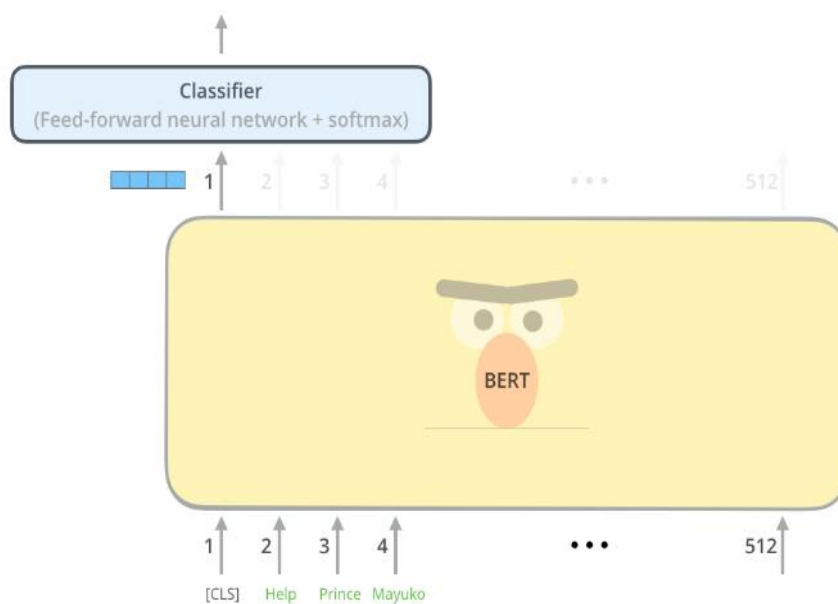 Classifier
(Feed-forward neural network + softmax)
1 2 3 4 ••• 512
BERT
1 2 3 4 ••• 512
[CLS] Help Prince Mayuko